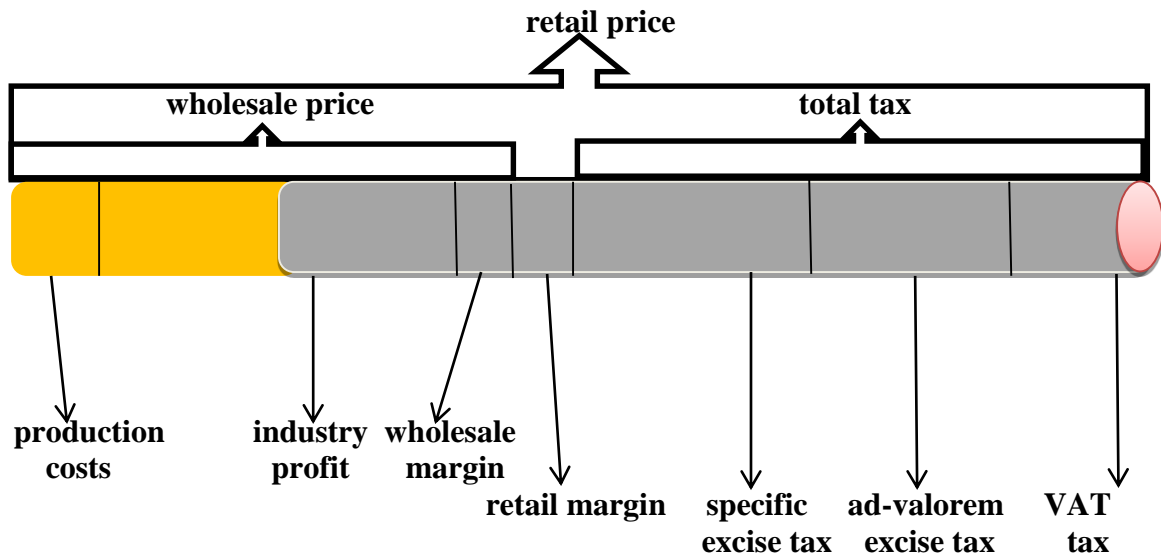 retail price
wholesale price
total tax
production
costs
industry
profit
wholesale
margin
retail margin
specific
excise tax
ad-valorem
excise tax
VAT
tax